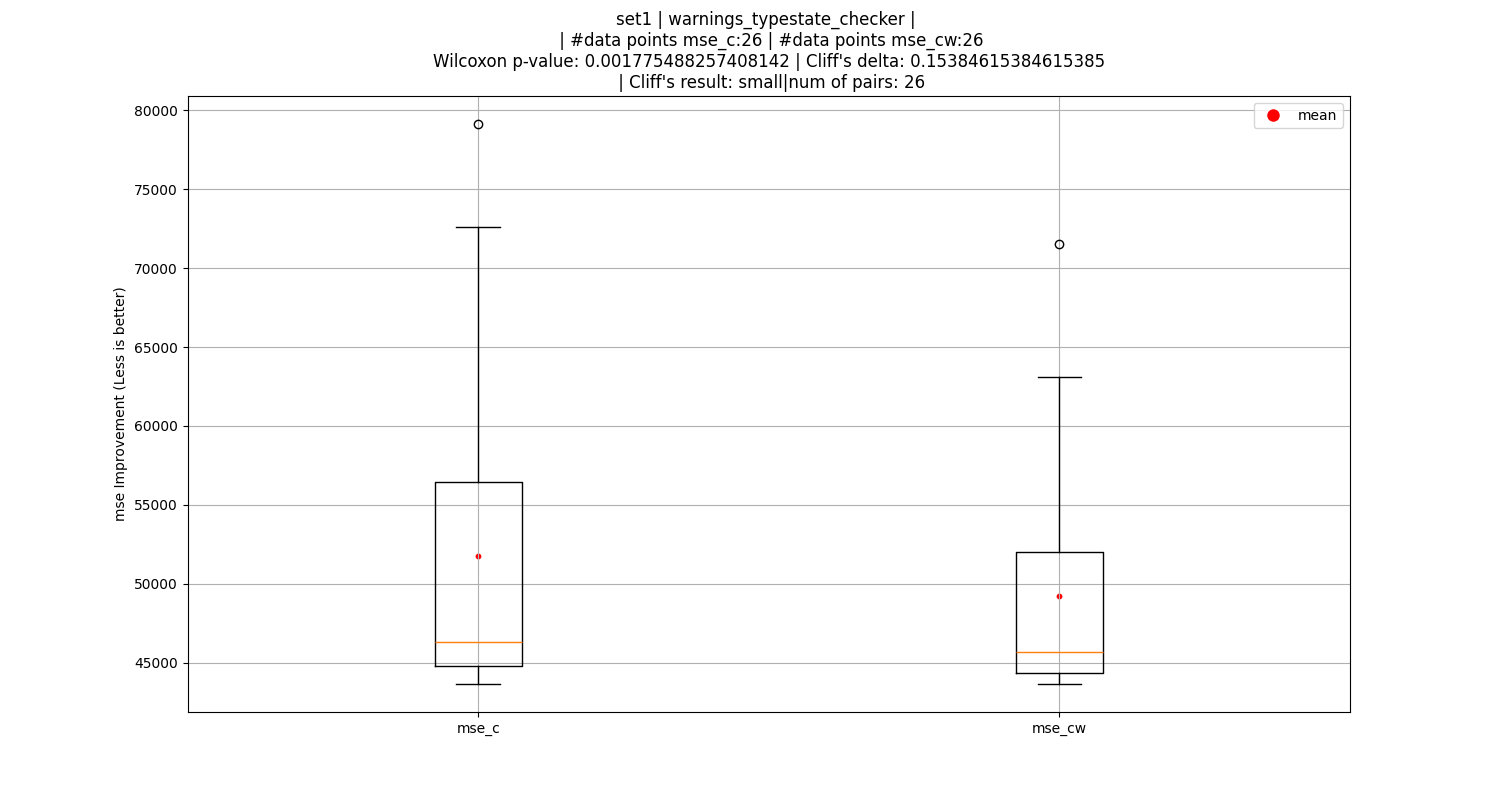 set1 | warnings_typestate_checker |
| #data points mse_c:26 | #data points mse_cw:26
Wilcoxon p-value: 0.001775488257408142 | Cliff's delta: 0.15384615384615385
| Cliff's result: small|num of pairs: 26
mean
80000
75000
70000
65000
60000
55000
50000
45000
mse Improvement (Less is better)
mse_c
mse_cw